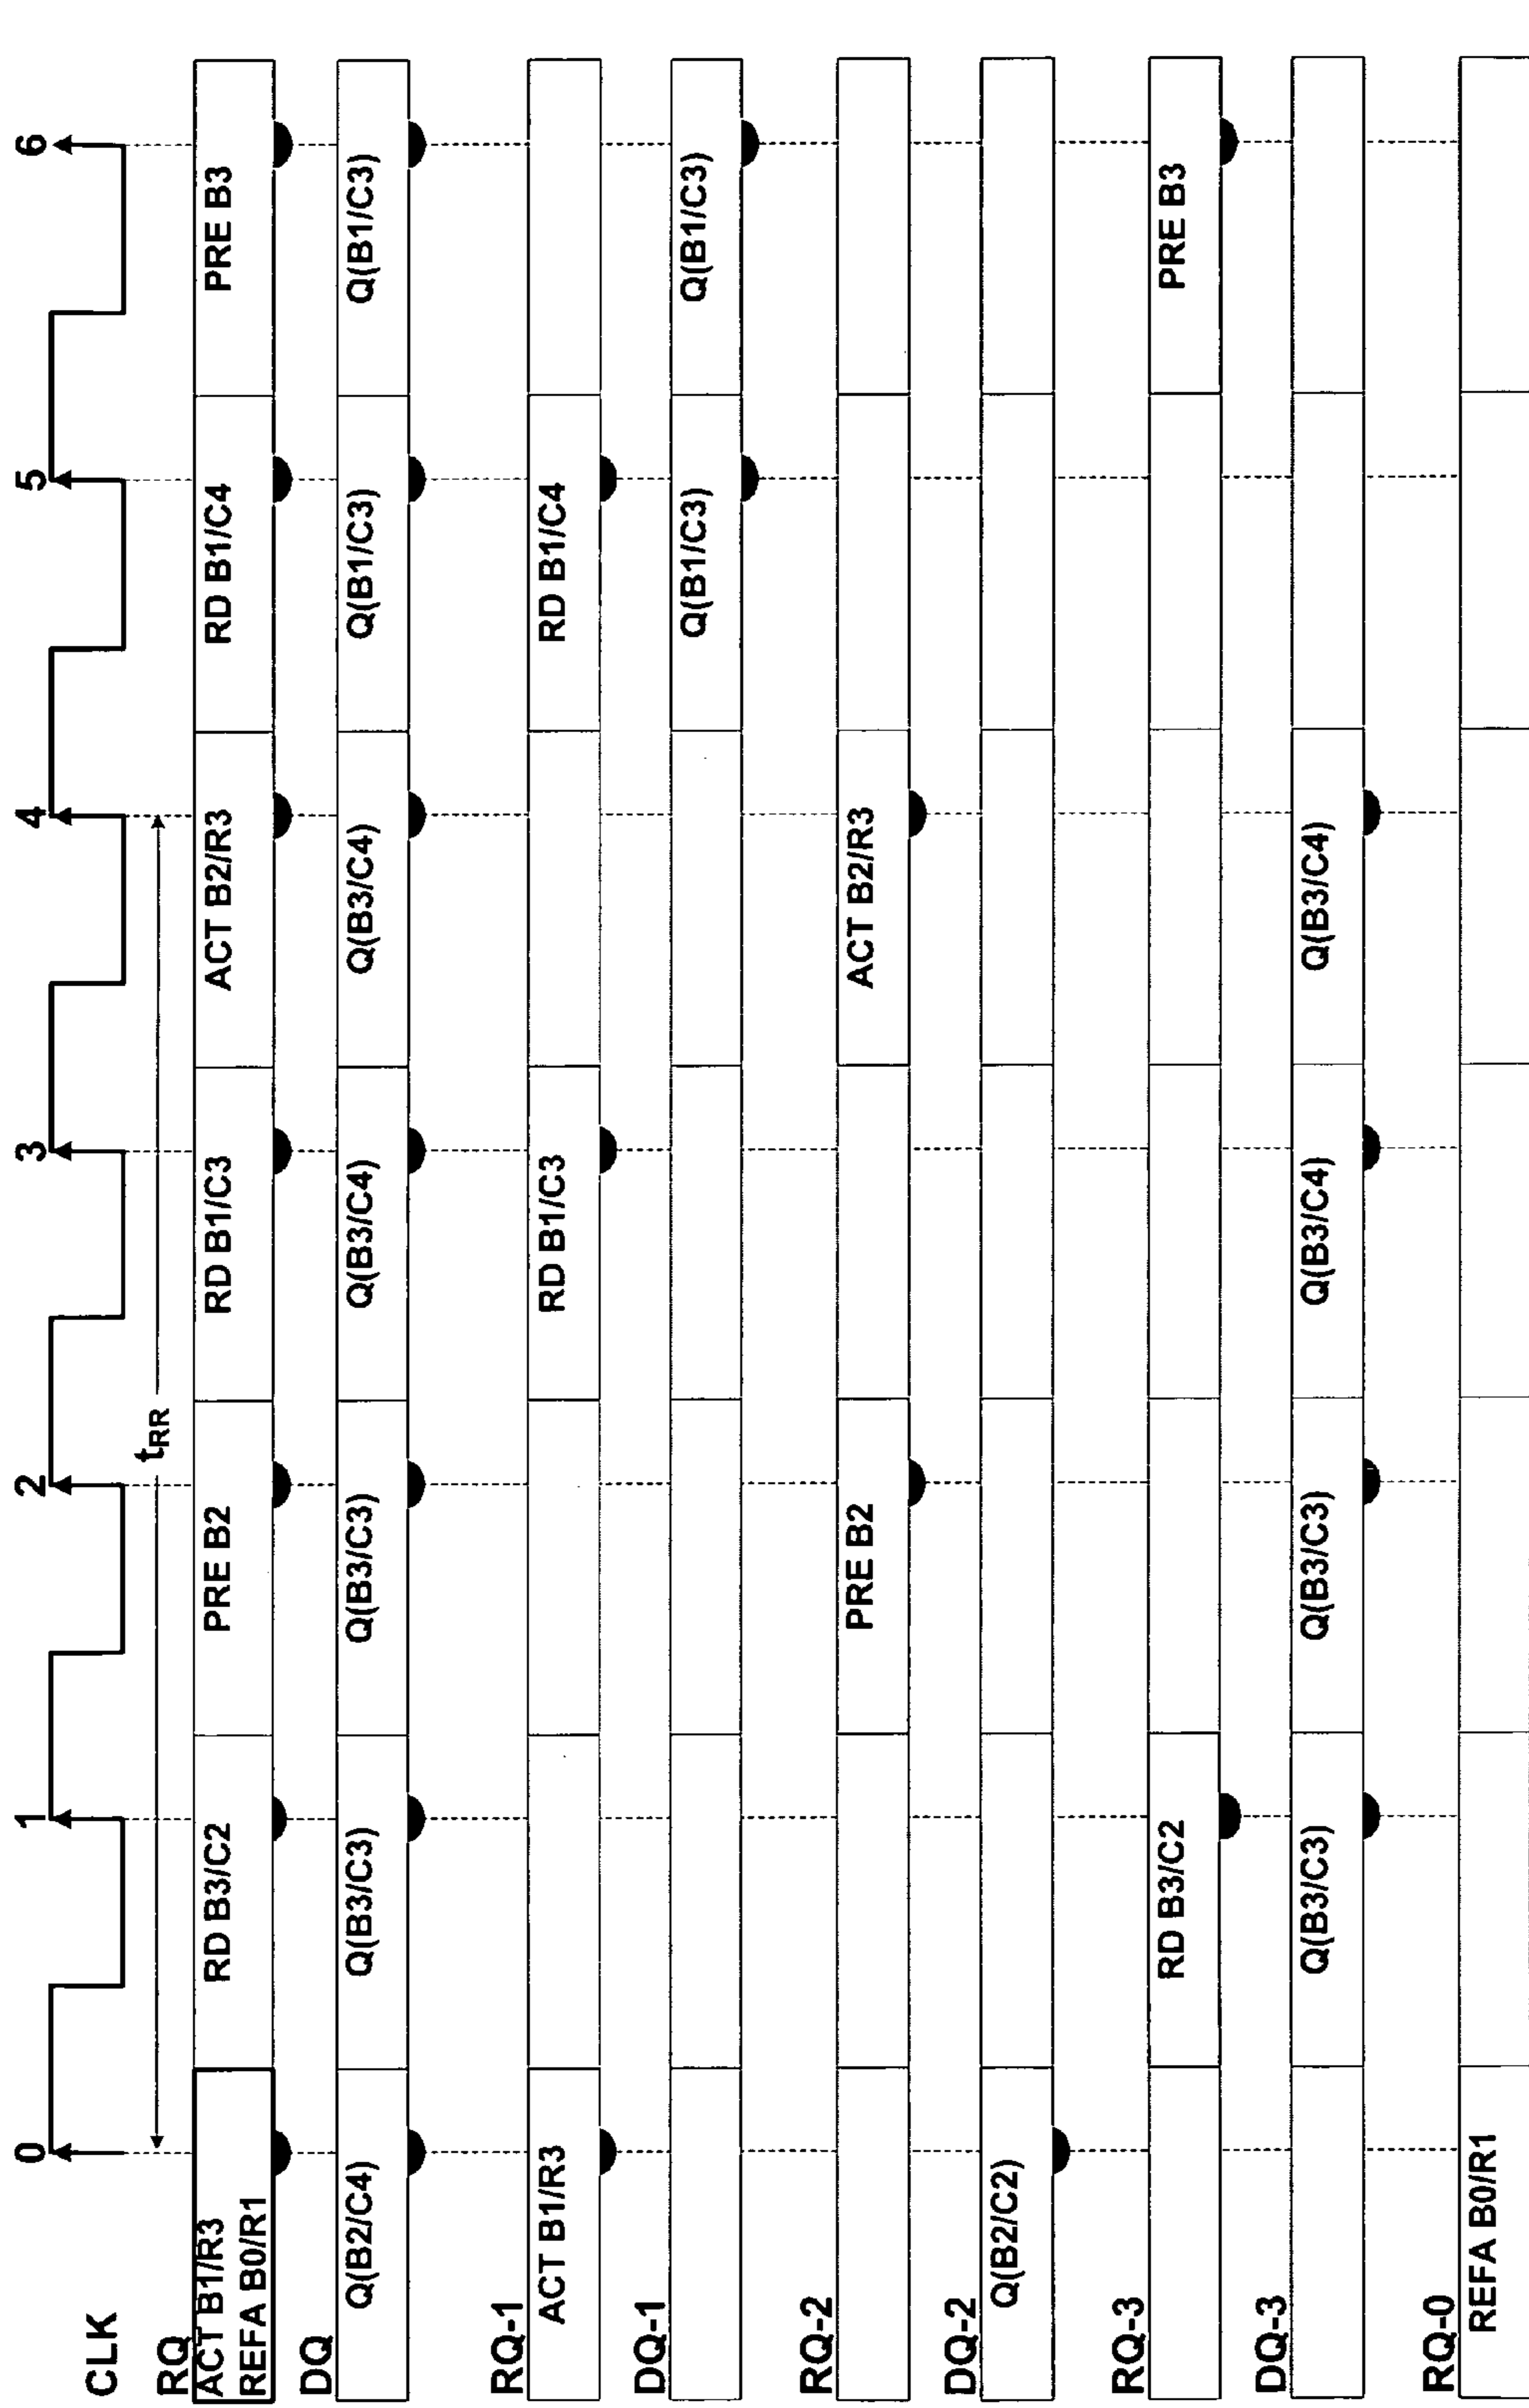 0 1 2 3 4 5 6
CLK
tRR
RQ
ACT B1/R3
REFA B0/R1
RD B3/C2
PRE B2
RD B1/C3
ACT B2/R3
RD B1/C4
PRE B3
DQ
Q(B2/C4)
Q(B3/C3)
Q(B3/C3)
Q(B3/C4)
Q(B3/C4)
Q(B1/C3)
Q(B1/C3)
RQ-1
ACT B1/R3
RD B1/C3
RD B1/C4
DQ-1
Q(B1/C3)
Q(B1/C3)
RQ-2
PRE B2
ACT B2/R3
DQ-2
Q(B2/C2)
RQ-3
RD B3/C2
PRE B3
DQ-3
Q(B3/C3)
Q(B3/C3)
Q(B3/C4)
Q(B3/C4)
RQ-0
REFA B0/R1